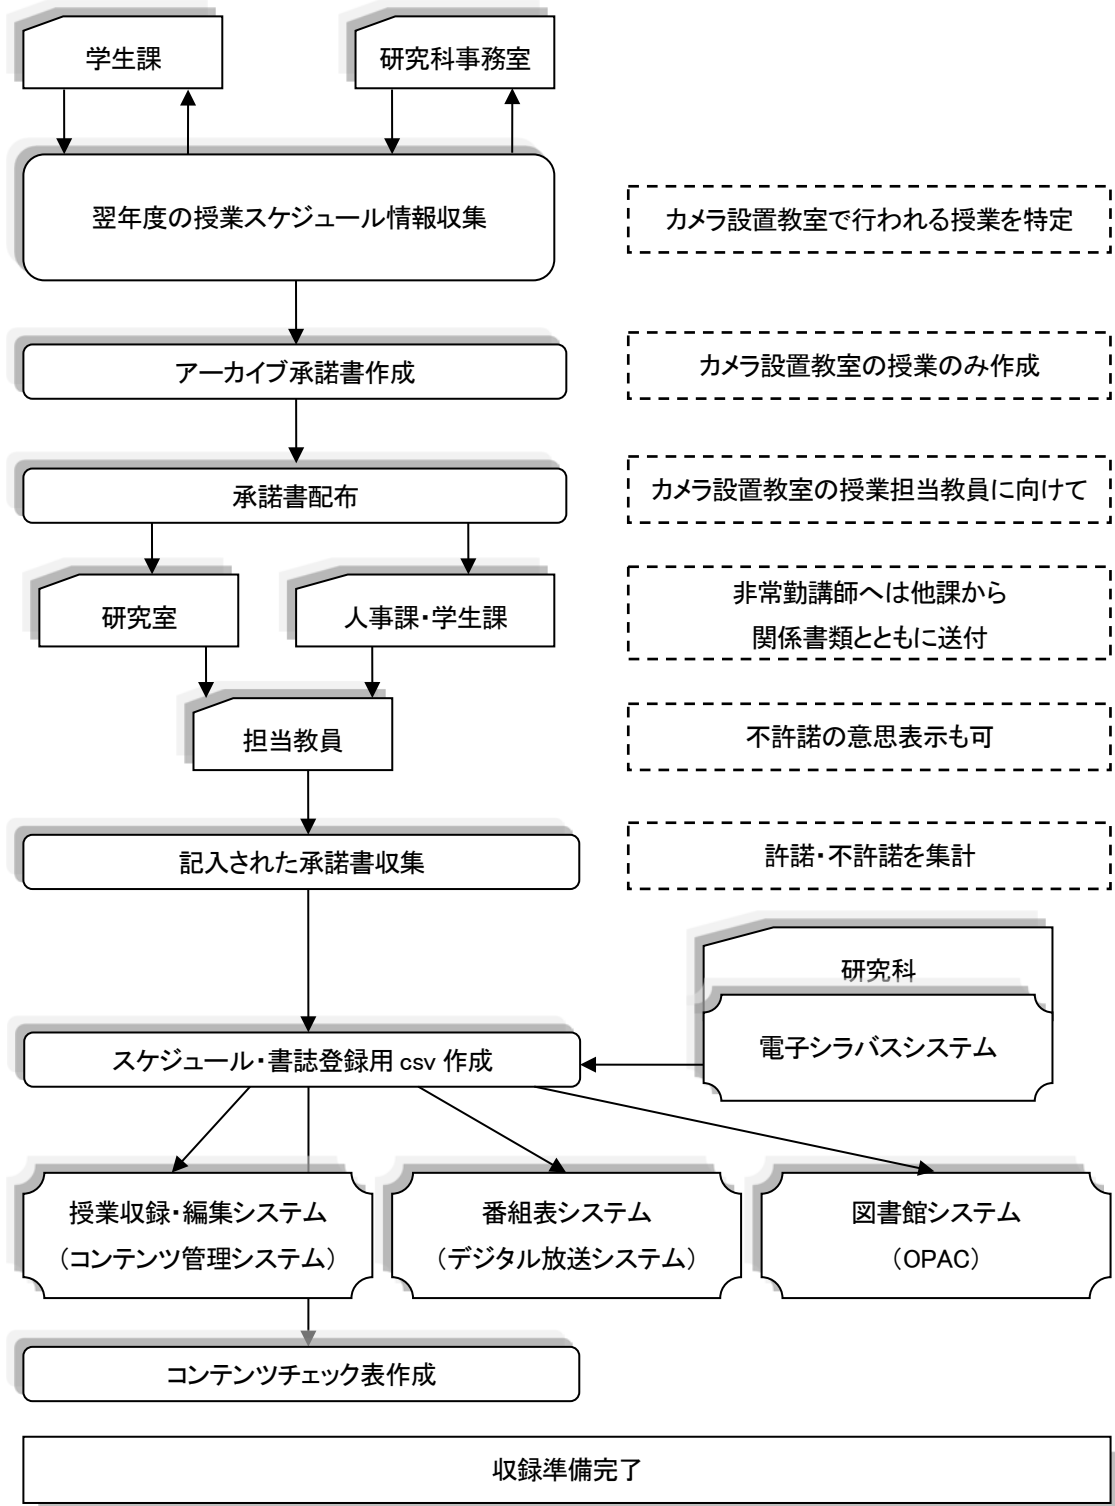 学生課
研究科事務室
翌年度の授業スケジュール情報収集
カメラ設置教室で行われる授業を特定
アーカイブ承諾書作成
カメラ設置教室の授業のみ作成
承諾書配布
カメラ設置教室の授業担当教員に向けて
研究室
人事課・学生課
非常勤講師へは他課から
関係書類とともに送付
担当教員
不許諾の意思表示も可
記入された承諾書収集
許諾・不許諾を集計
研究科
電子シラバスシステム
スケジュール・書誌登録用 csv 作成
授業収録・編集システム
（コンテンツ管理システム）
番組表システム
（デジタル放送システム）
図書館システム
（OPAC）
コンテンツチェック表作成
収録準備完了